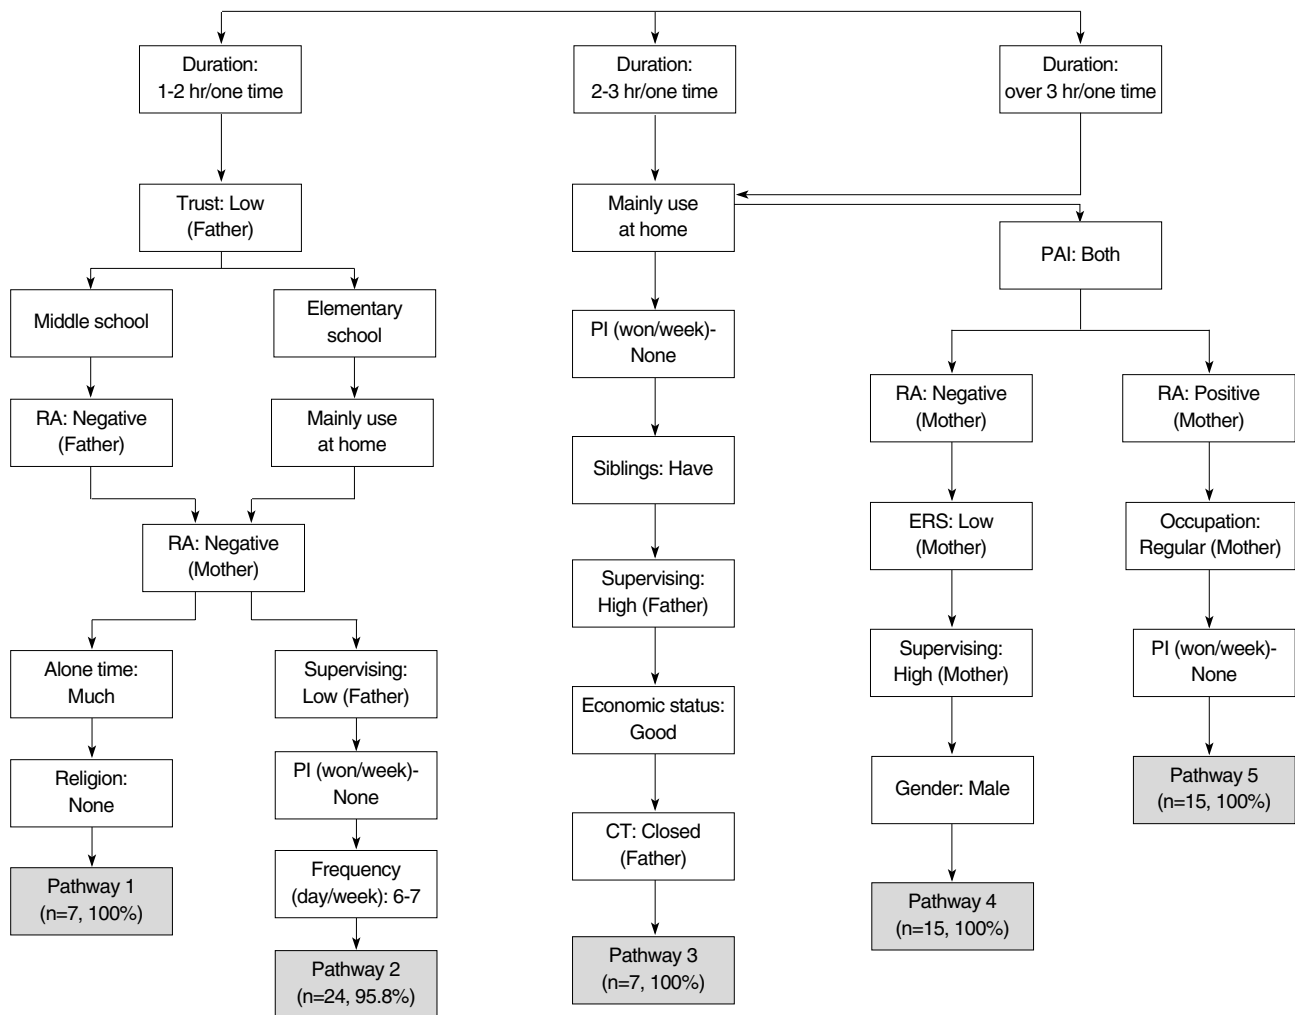 Duration:
1-2 hr/one time
Duration:
2-3 hr/one time
Duration:
over 3 hr/one time
Trust: Low
(Father)
Mainly use
at home
PAI: Both
Middle school
Elementary
school
PI (won/week)-
None
RA: Negative
(Father)
Mainly use
at home
RA: Negative
(Mother)
RA: Positive
(Mother)
Siblings: Have
RA: Negative
(Mother)
ERS: Low
(Mother)
Occupation:
Regular (Mother)
Supervising:
High (Father)
Alone time:
Much
Supervising:
Low (Father)
Supervising:
High (Mother)
PI (won/week)-
None
Economic status:
Good
Religion:
None
PI (won/week)-
None
Gender: Male
Pathway 5
(n=15, 100%)
CT: Closed
(Father)
Pathway 1
(n=7, 100%)
Frequency
(day/week): 6-7
Pathway 4
(n=15, 100%)
Pathway 3
(n=7, 100%)
Pathway 2
(n=24, 95.8%)